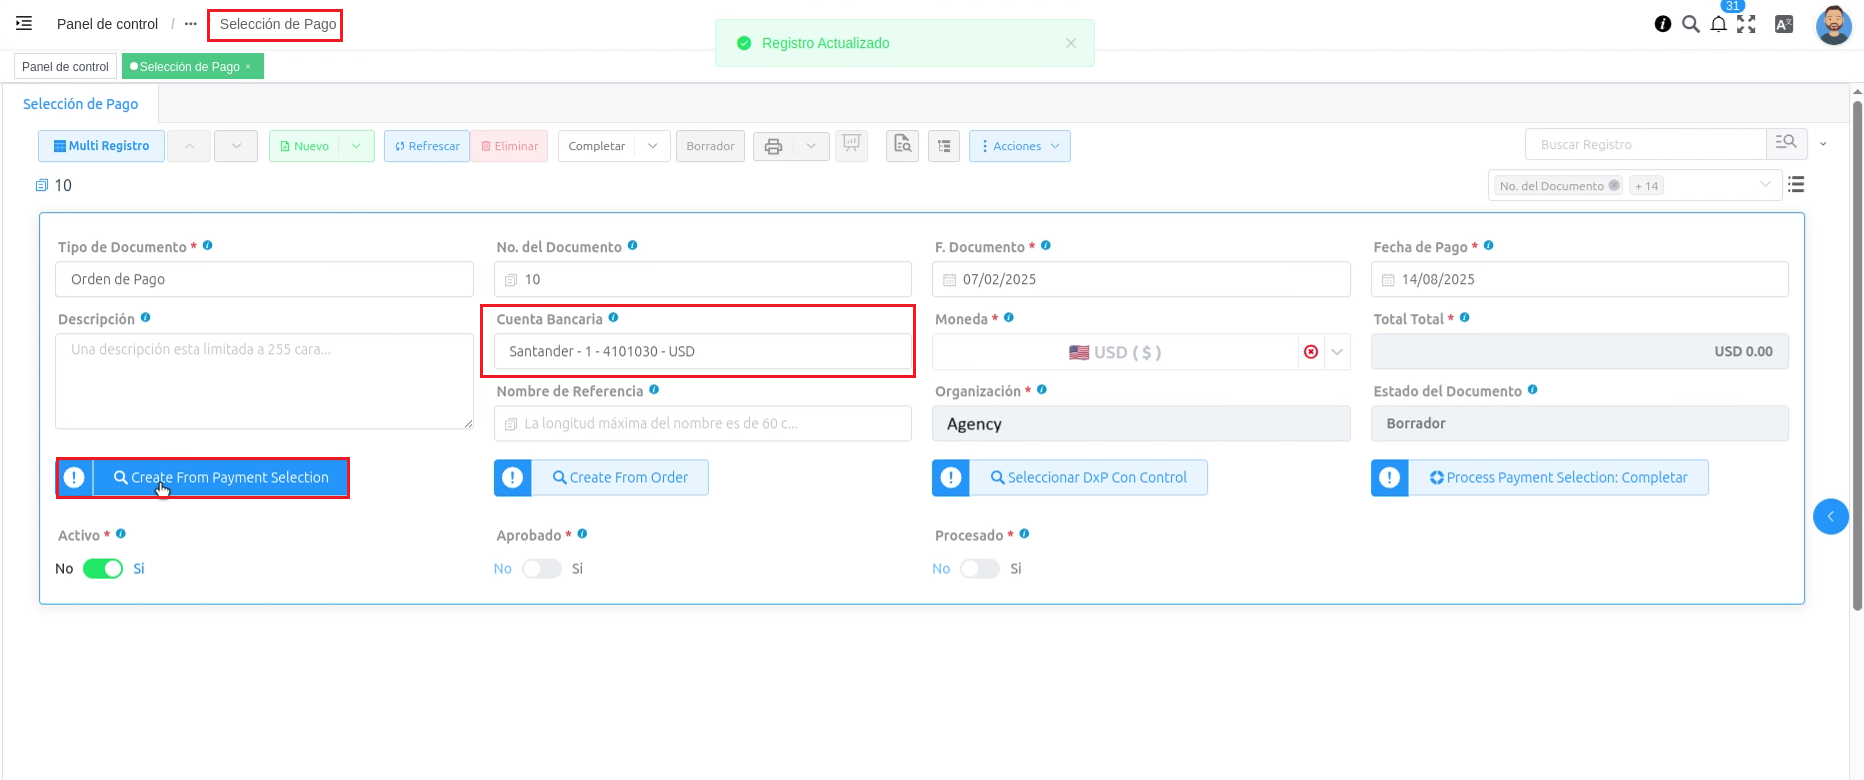 Panel de control / ••• Selección de Pago
31
Registro Actualizado
Panel de control
Selección de Pago ×
Selección de Pago
Multi Registro Nuevo Refrescar Eliminar Completar Borrador Acciones
Buscar Registro
10
No. del Documento + 14
Tipo de Documento * No. del Documento F. Documento * Fecha de Pago *
Orden de Pago 10 07/02/2025 14/08/2025
Descripción Cuenta Bancaria Moneda * Total Total *
Una descripción esta limitada a 255 cara... Santander - 1 - 4101030 - USD USD ( $ ) USD 0.00
Nombre de Referencia Organización * Estado del Documento
La longitud máxima del nombre es de 60 c... Agency Borrador
Create From Payment Selection Create From Order Seleccionar DxP Con Control Process Payment Selection: Completar
Activo * Aprobado * Procesado *
No Si No Si No Si